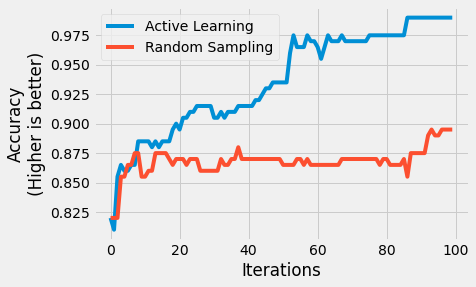 Active Learning
Random Sampling
0.975
0.950
0.925
0.900
0.875
0.850
0.825
Accuracy
(Higher is better)
0 20 40 60 80 100
Iterations